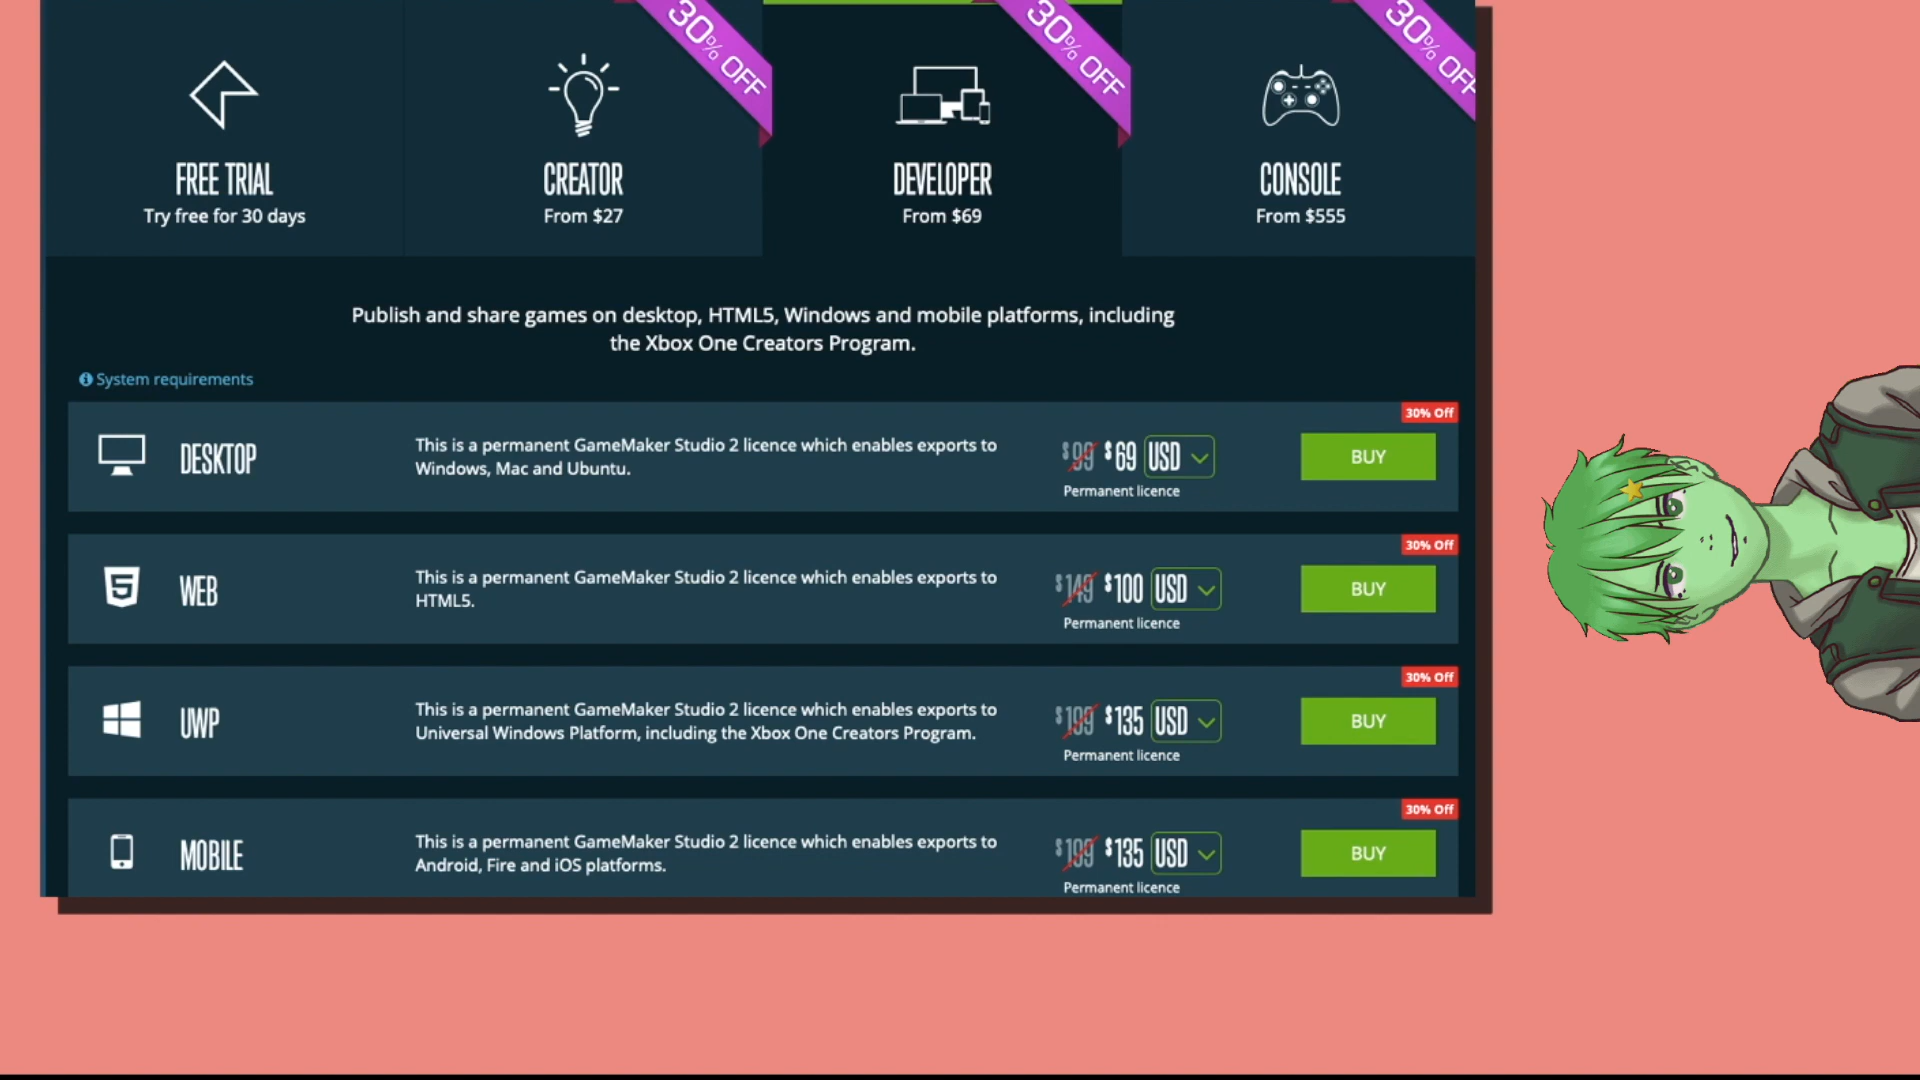 30% OFF
30% OFF
30% OFF
FREE TRIAL
Try free for 30 days
CREATOR
From $27
DEVELOPER
From $69
CONSOLE
From $555
Publish and share games on desktop, HTML5, Windows and mobile platforms, including
the Xbox One Creators Program.
System requirements
30% Off
DESKTOP
This is a permanent GameMaker Studio 2 licence which enables exports to
Windows, Mac and Ubuntu.
$99 $69 USD
Permanent licence
BUY
30% Off
5 WEB
This is a permanent GameMaker Studio 2 licence which enables exports to
HTML5.
$149 $100 USD
Permanent licence
BUY
30% Off
UWP
This is a permanent GameMaker Studio 2 licence which enables exports to
Universal Windows Platform, including the Xbox One Creators Program.
$199 $135 USD
Permanent licence
BUY
30% Off
MOBILE
This is a permanent GameMaker Studio 2 licence which enables exports to
Android, Fire and iOS platforms.
$199 $135 USD
Permanent licence
BUY